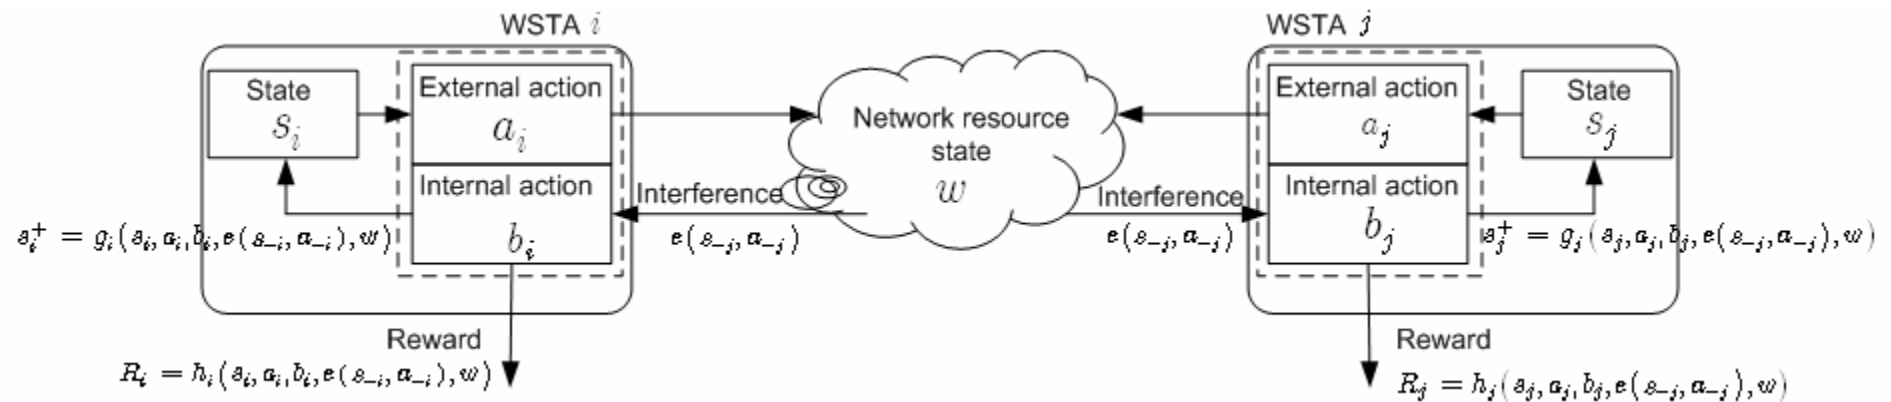 WSTA i
WSTA j
State
s_i
External action
a_i
Internal action
b_i
Interference
e(s_{-j}, a_{-j})
s_i^+ = g_i(s_i, a_i, b_i, e(s_{-i}, a_{-i}), w)
Reward
R_i = h_i(s_i, a_i, b_i, e(s_{-i}, a_{-i}), w)
Network resource
state
w
Interference
e(s_{-j}, a_{-j})
External action
a_j
Internal action
b_j
State
s_j
s_j^+ = g_j(s_j, a_j, b_j, e(s_{-j}, a_{-j}), w)
Reward
R_j = h_j(s_j, a_j, b_j, e(s_{-j}, a_{-j}), w)